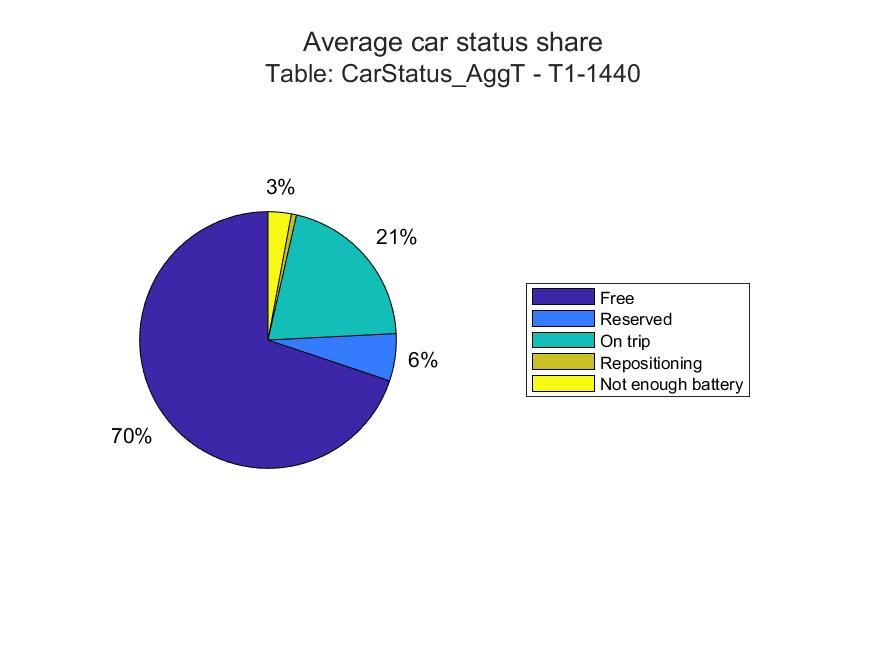 Average car status share
Table: CarStatus_AggT - T1-1440
3%
21%
6%
70%
Free
Reserved
On trip
Repositioning
Not enough battery